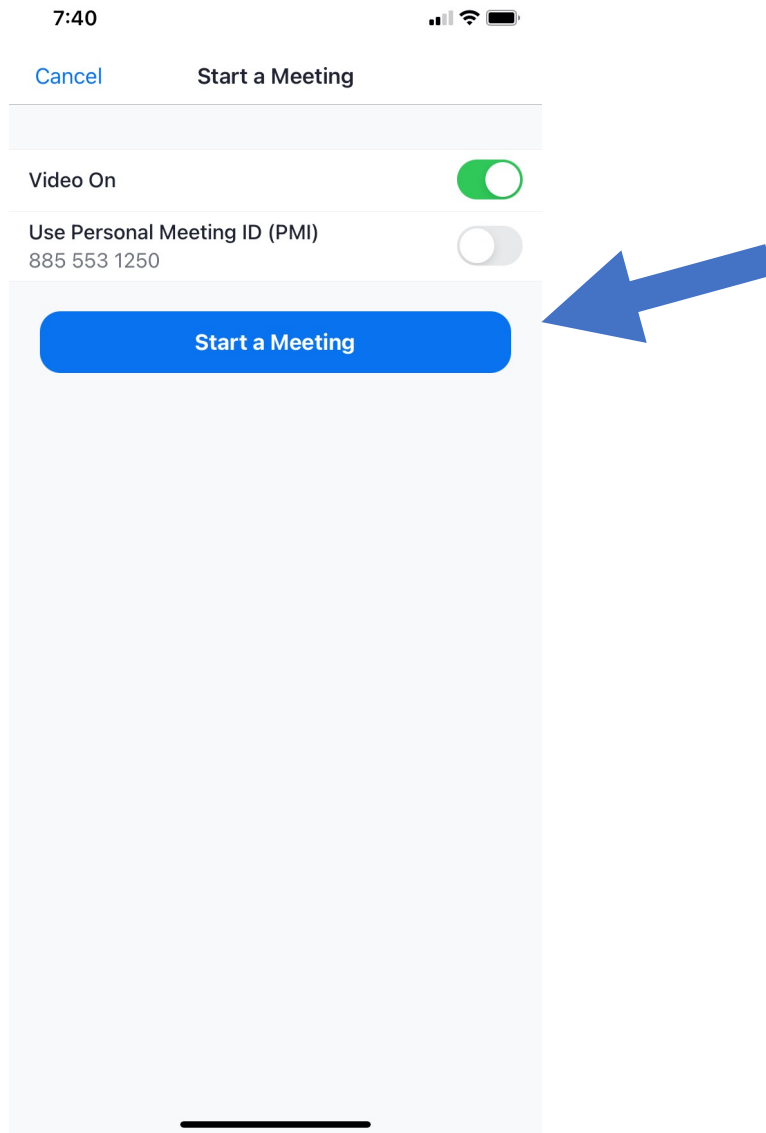 7:40
Cancel Start a Meeting
Video On
Use Personal Meeting ID (PMI)
885 553 1250
Start a Meeting